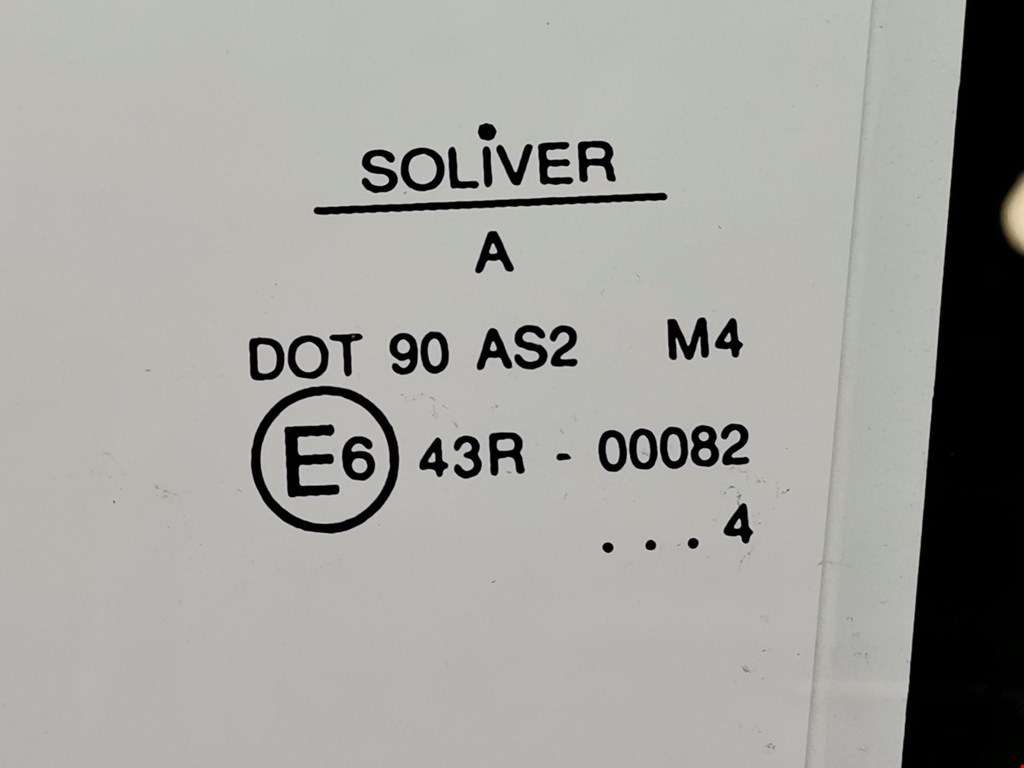 SOLiVER
A
DOT 90 AS2 M4
E6 43R - 00082
...4